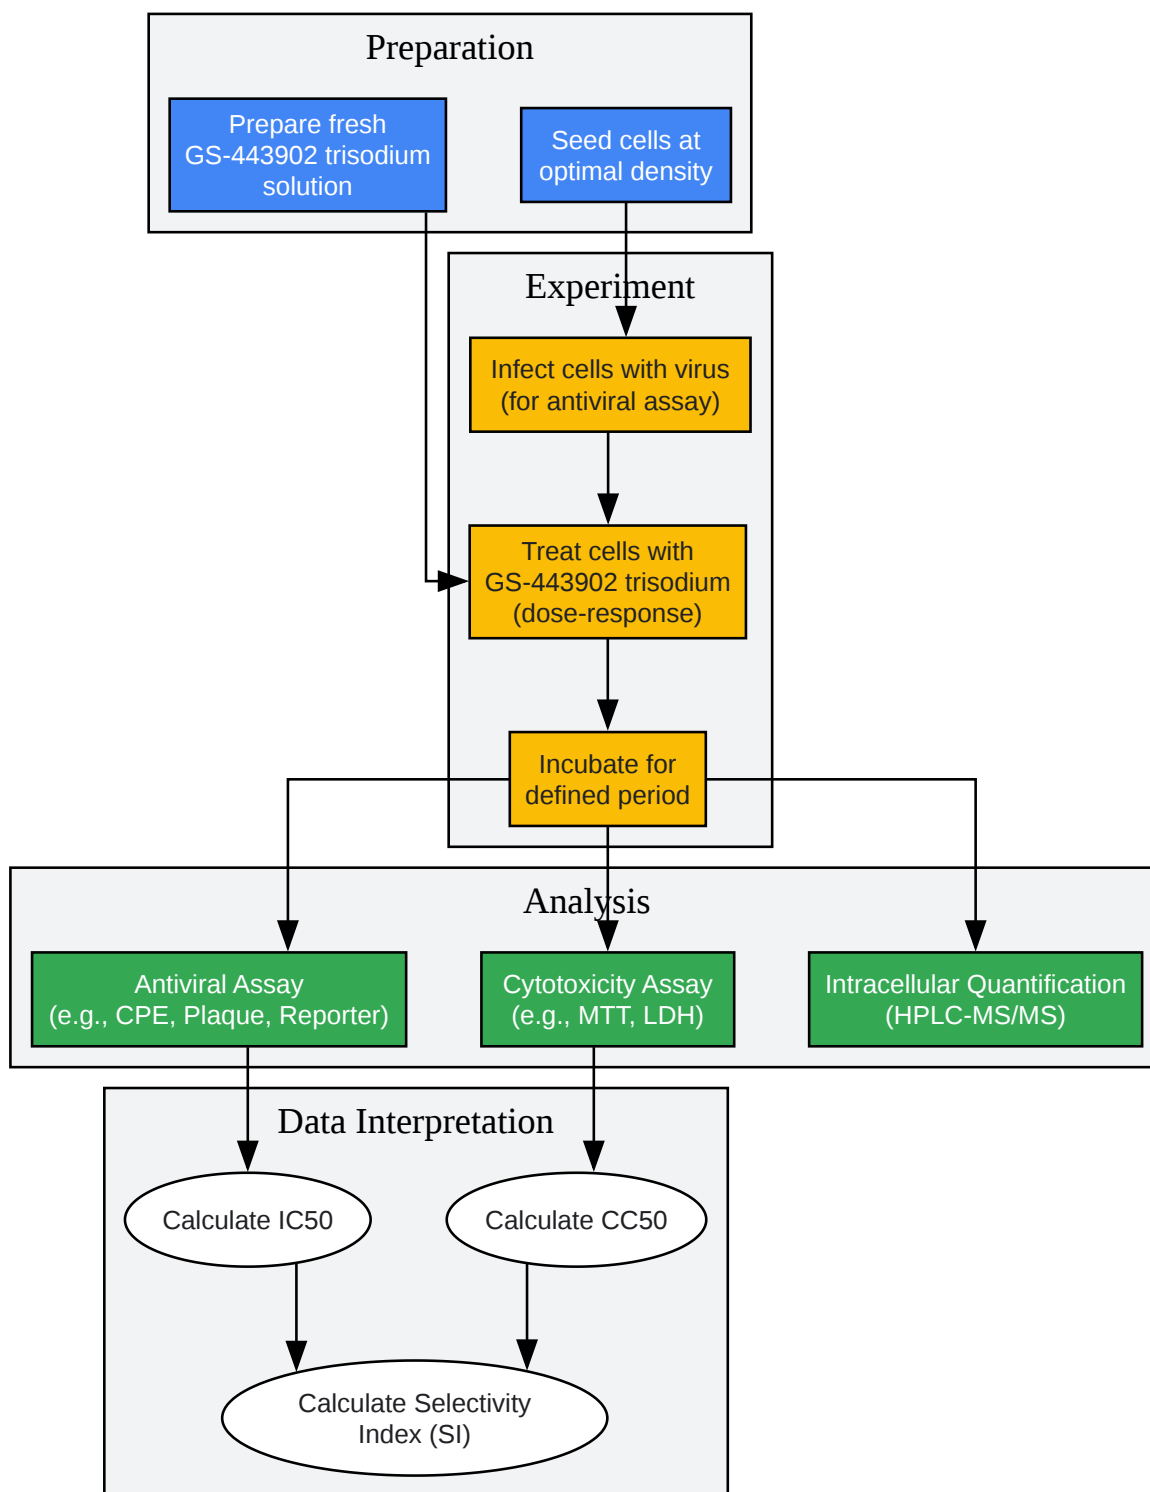 Preparation
Prepare fresh
GS-443902 trisodium
solution
Seed cells at
optimal density
Experiment
Infect cells with virus
(for antiviral assay)
Treat cells with
GS-443902 trisodium
(dose-response)
Incubate for
defined period
Analysis
Antiviral Assay
(e.g., CPE, Plaque, Reporter)
Cytotoxicity Assay
(e.g., MTT, LDH)
Intracellular Quantification
(HPLC-MS/MS)
Data Interpretation
Calculate IC50
Calculate CC50
Calculate Selectivity
Index (SI)